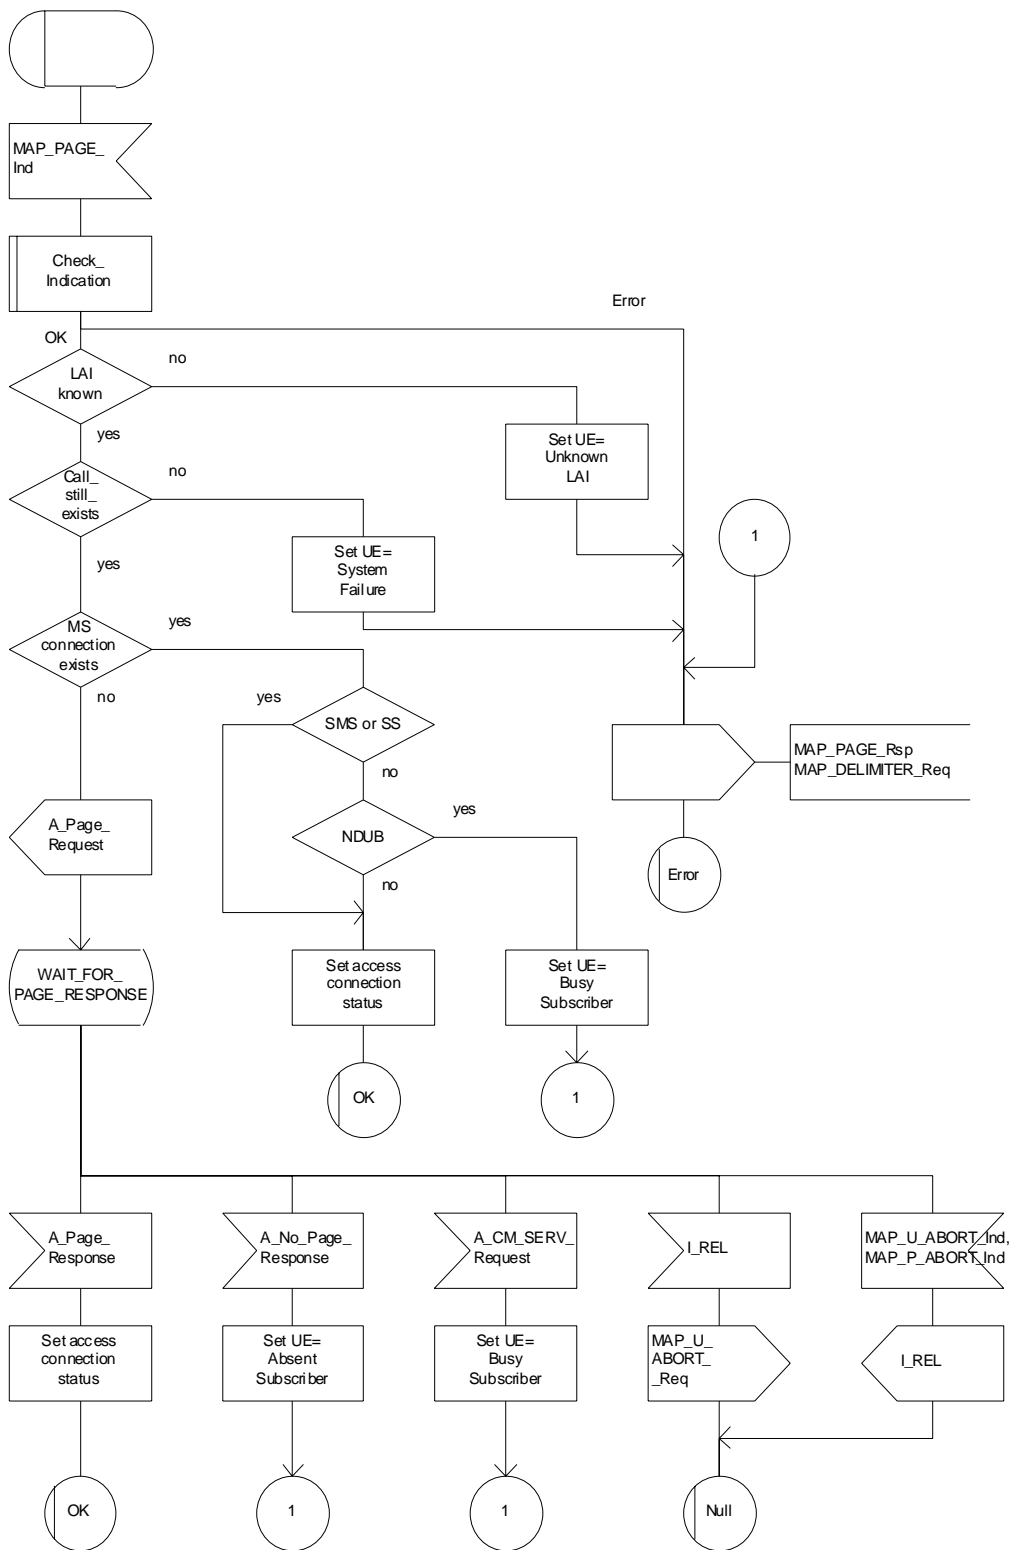 MAP_PAGE_
Ind
Check_
Indication
Error
OK
no
LAI
known
yes
Set UE=
Unknown
LAI
no
Call_
still_
exists
1
yes
Set UE=
System
Failure
MS
connection
exists
yes
no
yes
SMS or SS
no
MAP_PAGE_Rsp
MAP_DELIMITER_Req
A_Page_
Request
NDUB
yes
no
Error
WAIT_FOR_
PAGE_RESPONSE
Set access
connection
status
Set UE=
Busy
Subscriber
OK
1
A_Page_
Response
A_No_Page_
Response
A_CM_SERV_
Request
I_REL
MAP_U_ABORT_Ind,
MAP_P_ABORT_Ind
Set access
connection
status
Set UE=
Absent
Subscriber
Set UE=
Busy
Subscriber
MAP_U_
ABORT_
_Req
I_REL
OK
1
1
Null